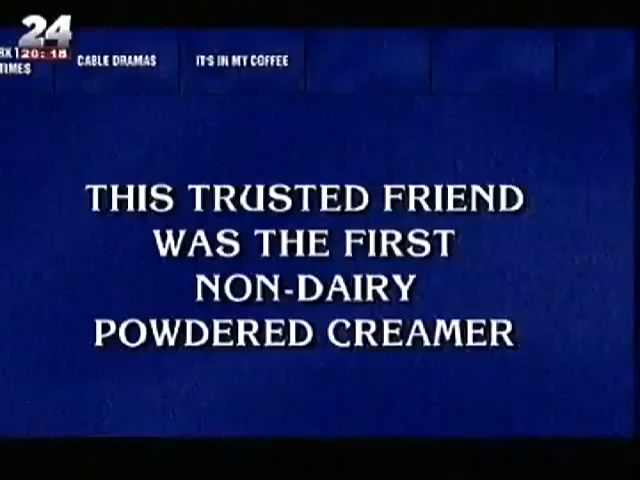 24
20:18
TIMES
CABLE DRAMAS
IT'S IN MY COFFEE
THIS TRUSTED FRIEND
WAS THE FIRST
NON-DAIRY
POWDERED CREAMER